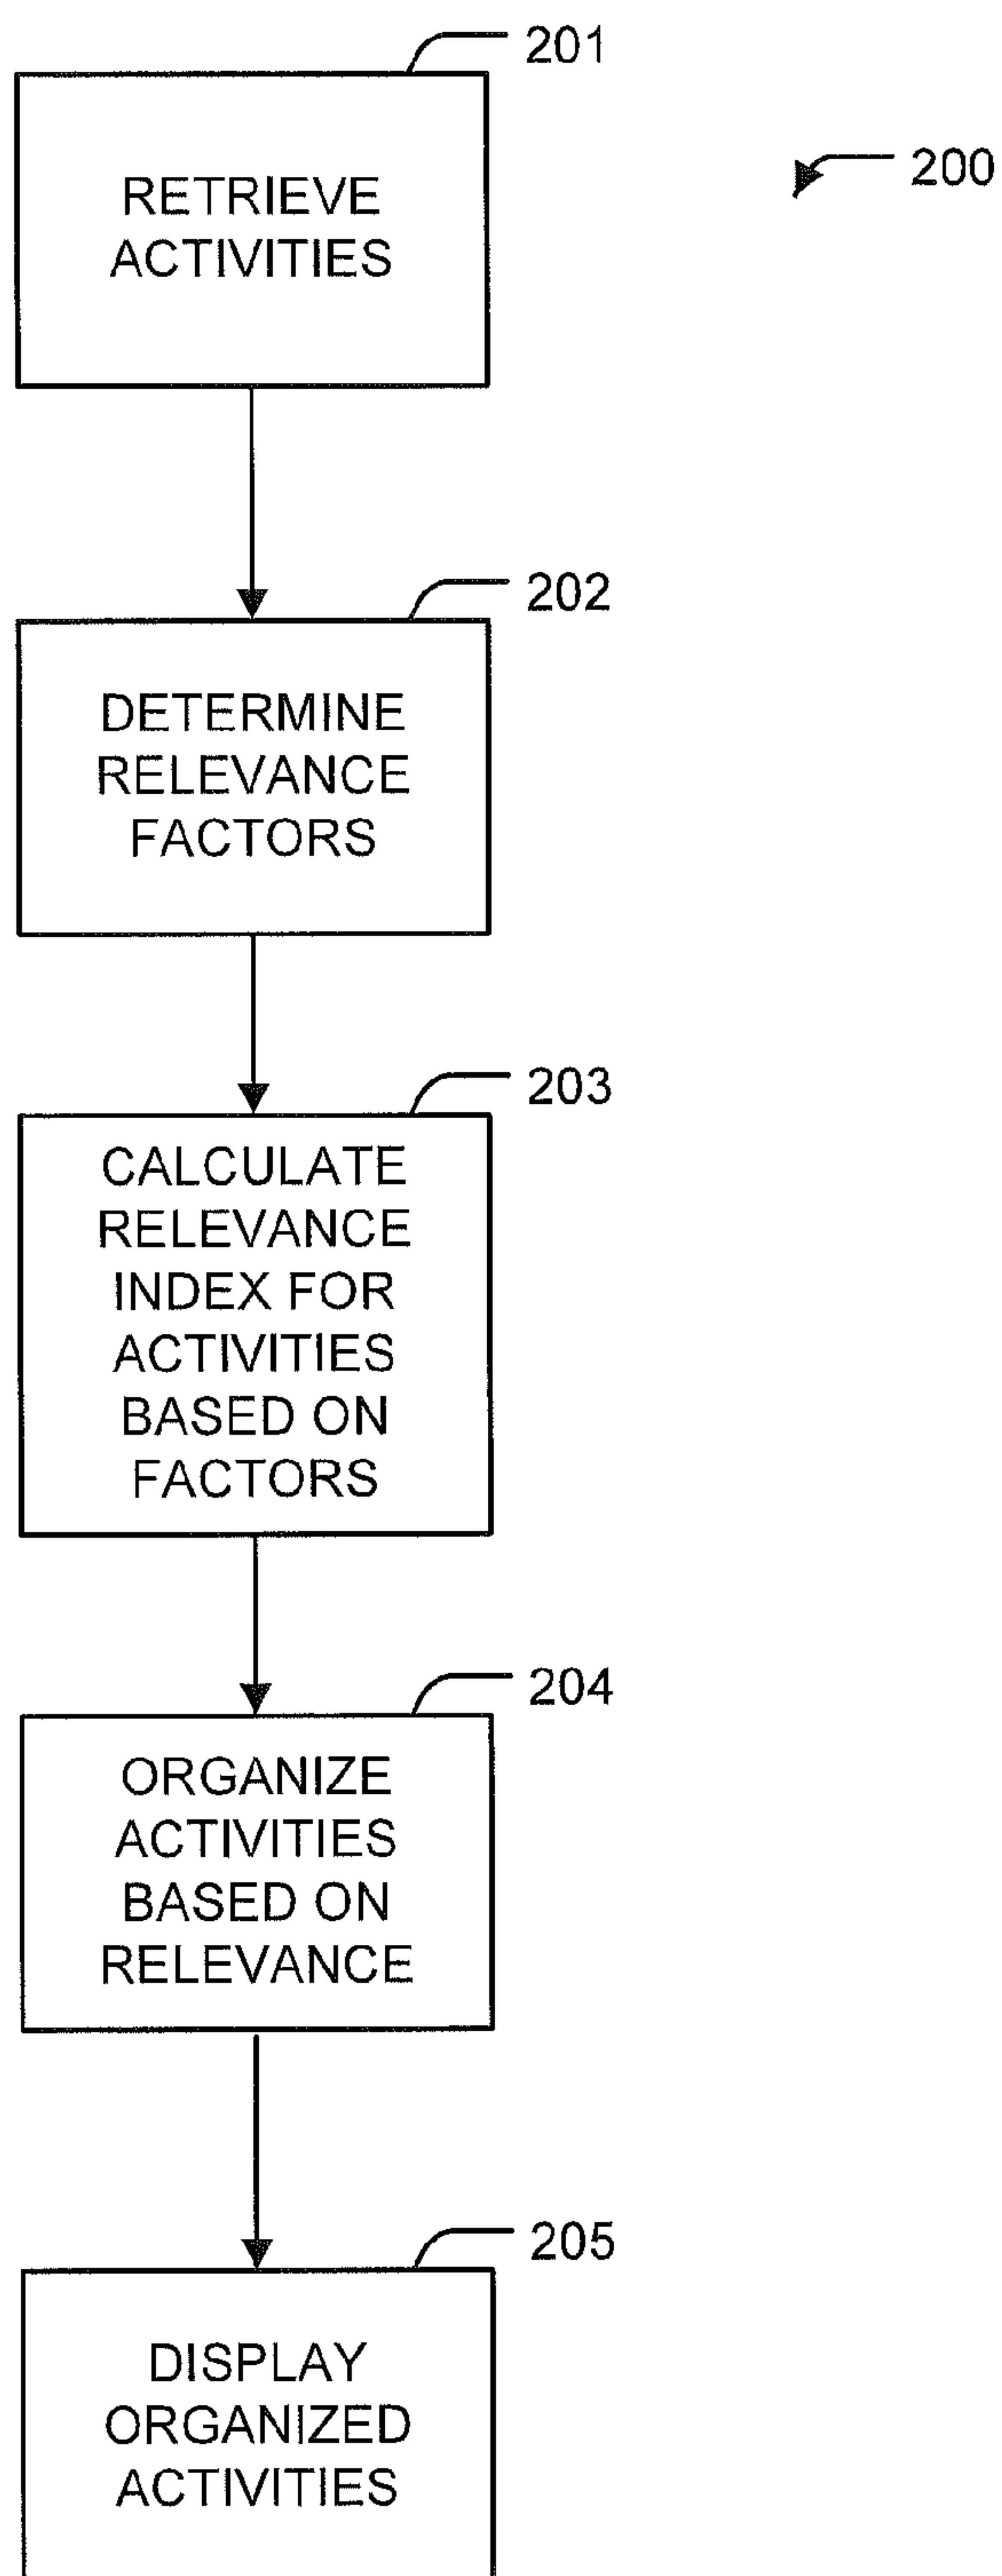 201
200
RETRIEVE
ACTIVITIES
202
DETERMINE
RELEVANCE
FACTORS
203
CALCULATE
RELEVANCE
INDEX FOR
ACTIVITIES
BASED ON
FACTORS
204
ORGANIZE
ACTIVITIES
BASED ON
RELEVANCE
205
DISPLAY
ORGANIZED
ACTIVITIES